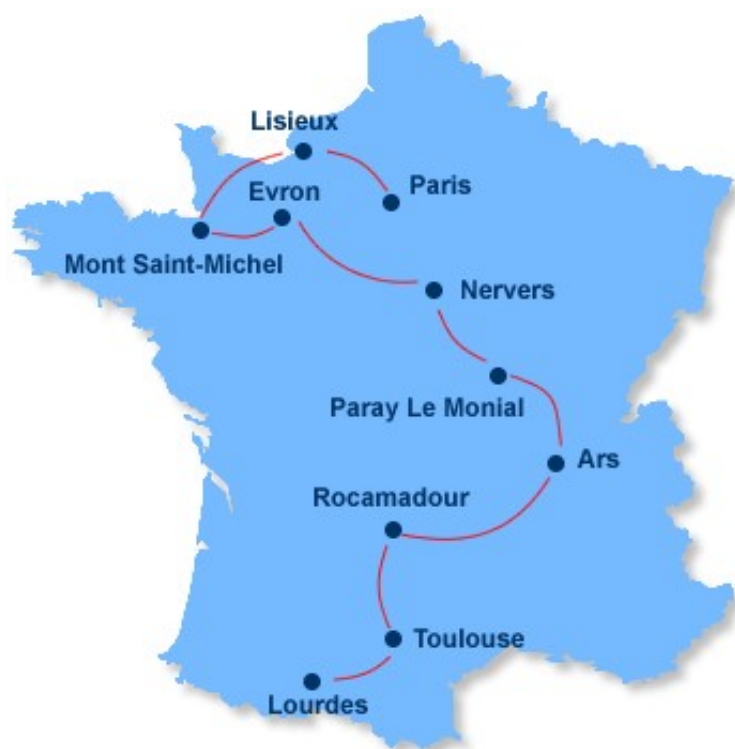 Lisieux
Evron
Paris
Mont Saint-Michel
Nervers
Paray Le Monial
Ars
Rocamadour
Toulouse
Lourdes